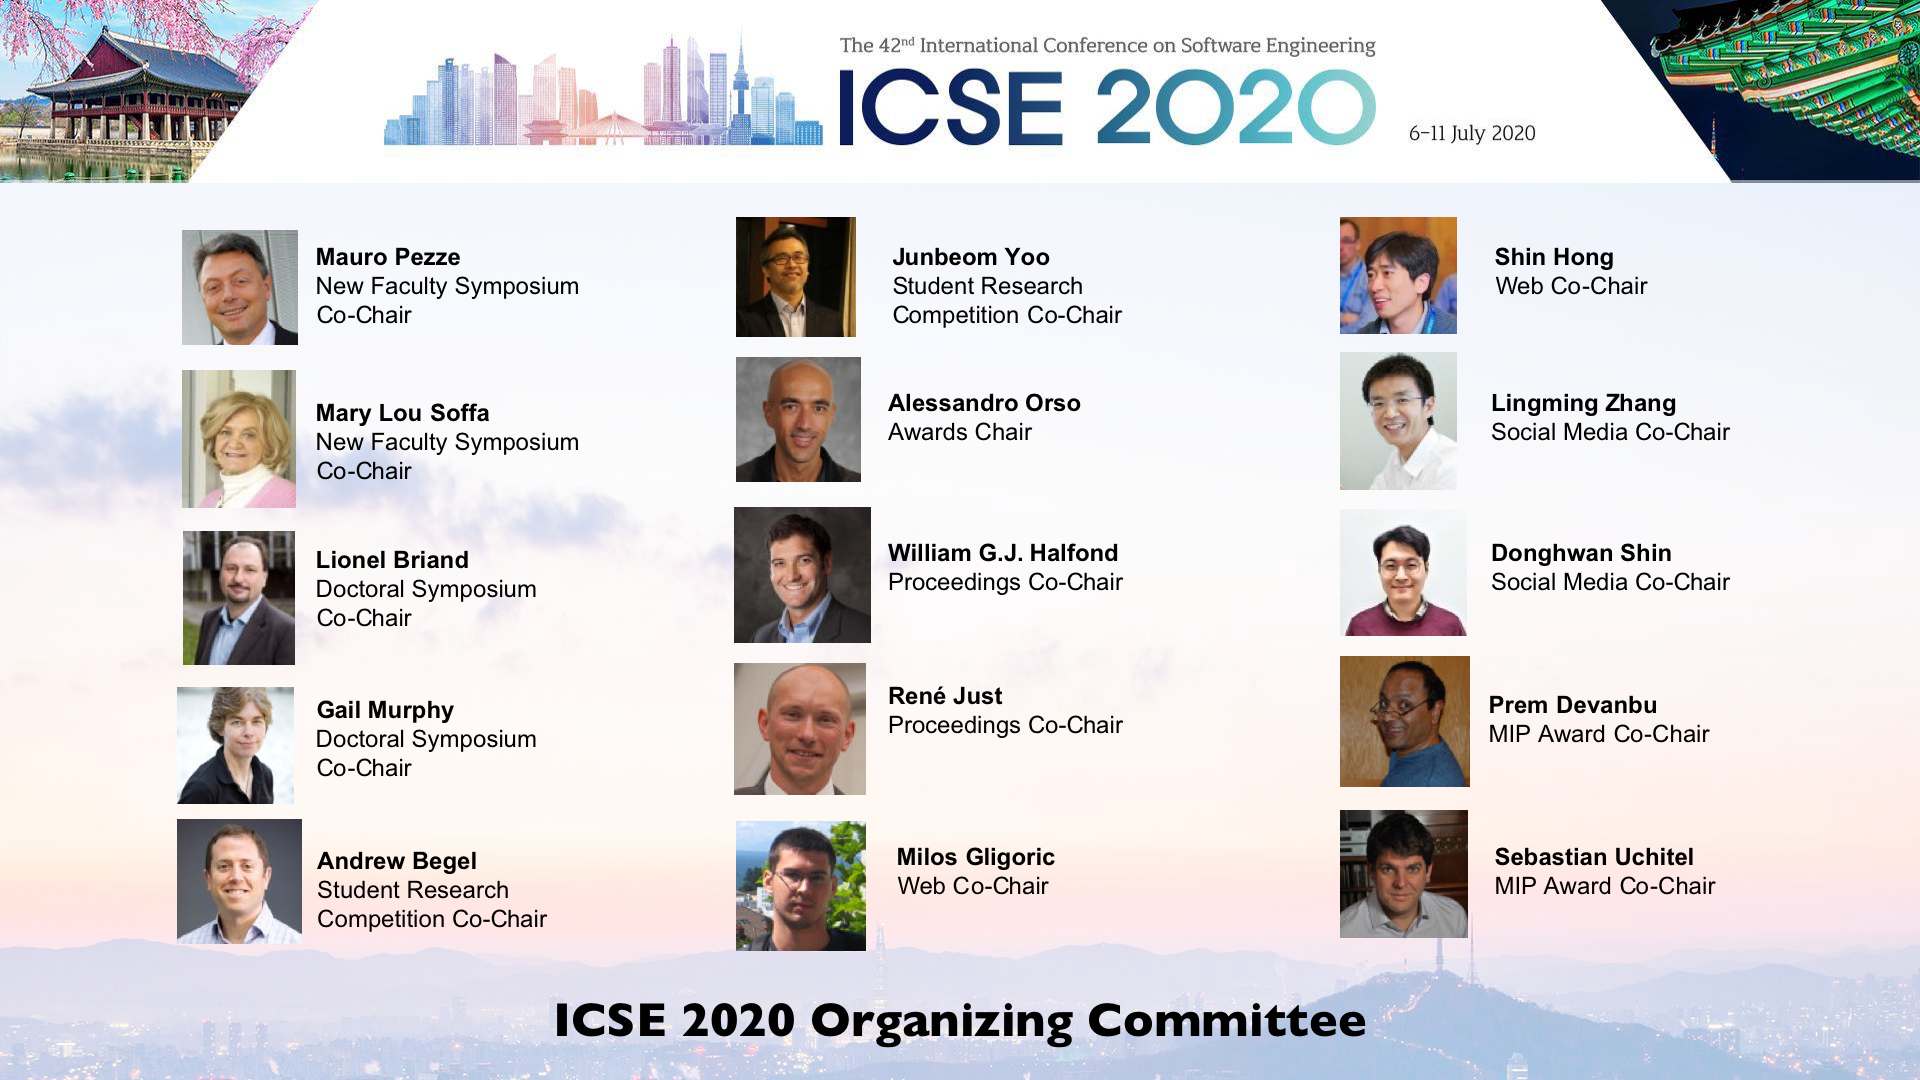 The 42nd International Conference on Software Engineering
ICSE 2020
6-11 July 2020
Mauro Pezze
New Faculty Symposium
Co-Chair
Mary Lou Soffa
New Faculty Symposium
Co-Chair
Lionel Briand
Doctoral Symposium
Co-Chair
Gail Murphy
Doctoral Symposium
Co-Chair
Andrew Begel
Student Research
Competition Co-Chair
Junbeom Yoo
Student Research
Competition Co-Chair
Alessandro Orso
Awards Chair
William G.J. Halfond
Proceedings Co-Chair
René Just
Proceedings Co-Chair
Milos Gligoric
Web Co-Chair
Shin Hong
Web Co-Chair
Lingming Zhang
Social Media Co-Chair
Donghwan Shin
Social Media Co-Chair
Prem Devanbu
MIP Award Co-Chair
Sebastian Uchitel
MIP Award Co-Chair
ICSE 2020 Organizing Committee